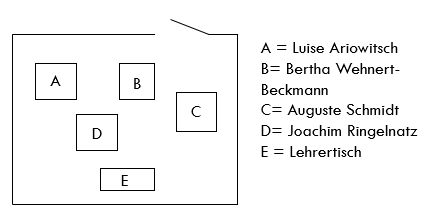 A
B
C
D
E
A = Luise Ariowitsch
B= Bertha Wehnert-
Beckmann
C= Auguste Schmidt
D= Joachim Ringelnatz
E = Lehrertisch